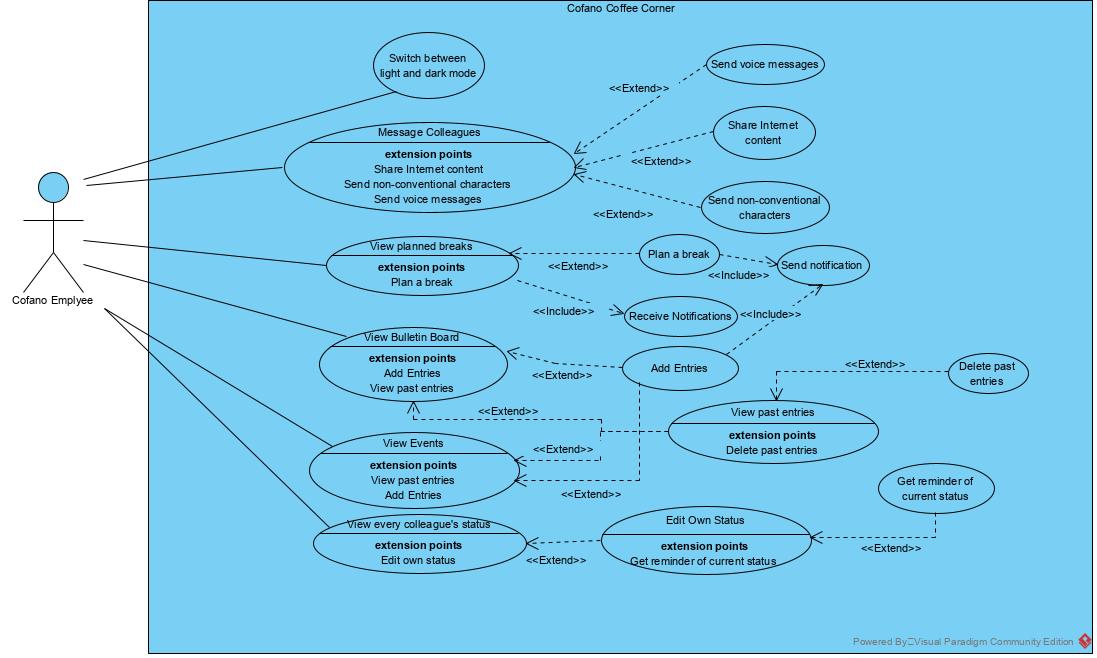 Cofano Coffee Corner
Switch between
light and dark mode
Send voice messages
<<Extend>>
Message Colleagues
extension points
Share Internet content
Send non-conventional characters
Send voice messages
Share Internet
content
<<Extend>>
Send non-conventional
characters
<<Extend>>
Cofano Emplyee
View planned breaks
extension points
Plan a break
<<Extend>>
Plan a break
<<Include>>
Send notification
<<Include>>
Receive Notifications
<<Include>>
View Bulletin Board
extension points
Add Entries
View past entries
<<Extend>>
Add Entries
<<Extend>>
Delete past
entries
<<Extend>>
View past entries
extension points
Delete past entries
View Events
extension points
View past entries
Add Entries
<<Extend>>
<<Extend>>
Get reminder of
current status
View every colleague's status
extension points
Edit own status
<<Extend>>
Edit Own Status
extension points
Get reminder of current status
<<Extend>>
Powered By Visual Paradigm Community Edition